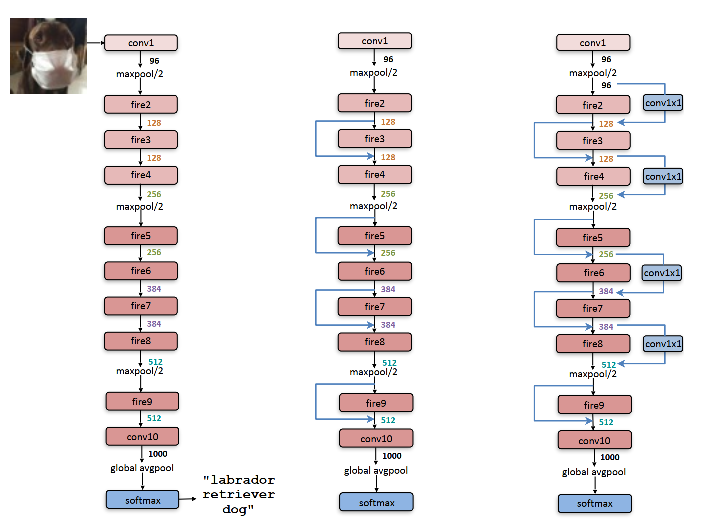 conv1
96
maxpool/2
fire2
128
fire3
128
fire4
256
maxpool/2
fire5
256
fire6
384
fire7
384
fire8
512
maxpool/2
fire9
512
conv10
1000
global avgpool
softmax
"labrador
retriever
dog"
conv1
96
maxpool/2
fire2
128
fire3
128
fire4
256
maxpool/2
fire5
256
fire6
384
fire7
384
fire8
512
maxpool/2
fire9
512
conv10
1000
global avgpool
softmax
conv1
96
maxpool/2
96
fire2
conv1x1
128
fire3
128
fire4
conv1x1
256
maxpool/2
fire5
256
fire6
conv1x1
384
fire7
384
fire8
conv1x1
512
maxpool/2
fire9
512
conv10
1000
global avgpool
softmax